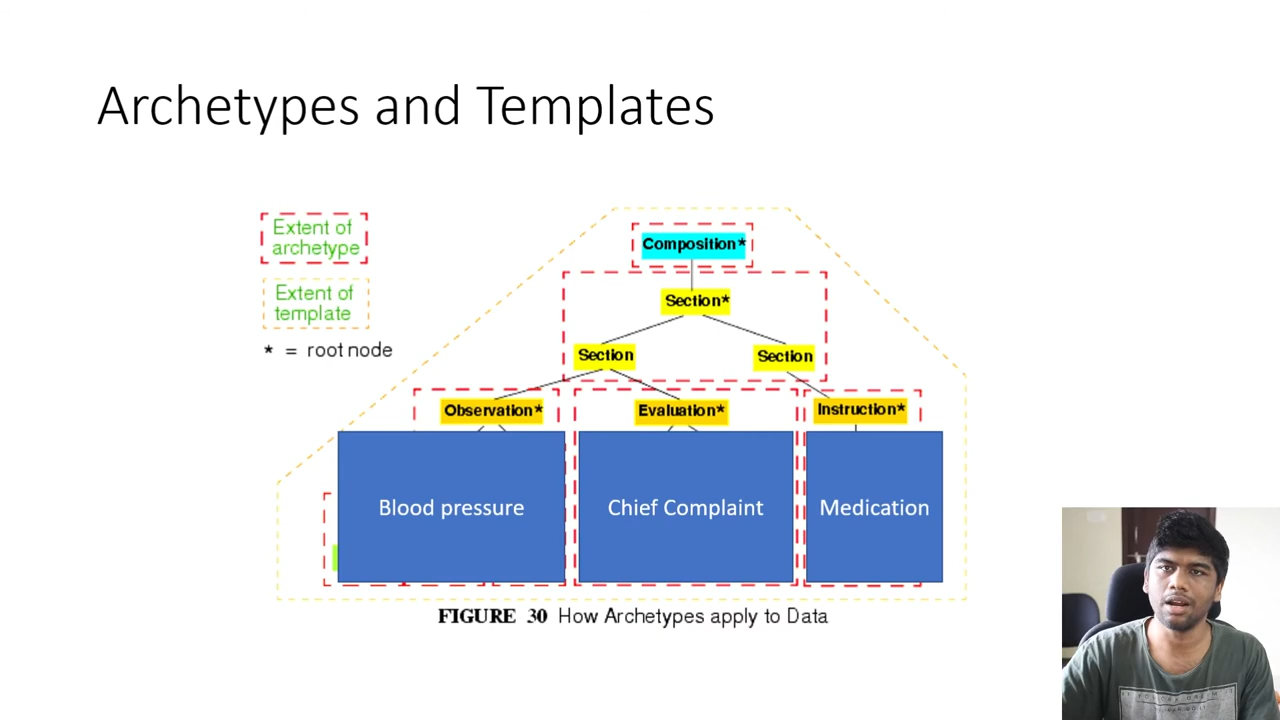 Archetypes and Templates
Extent of
archetype
Extent of
template
* = root node
Composition*
Section*
Section
Section
Observation*
Evaluation*
Instruction*
Blood pressure
Chief Complaint
Medication
FIGURE 30 How Archetypes apply to Data